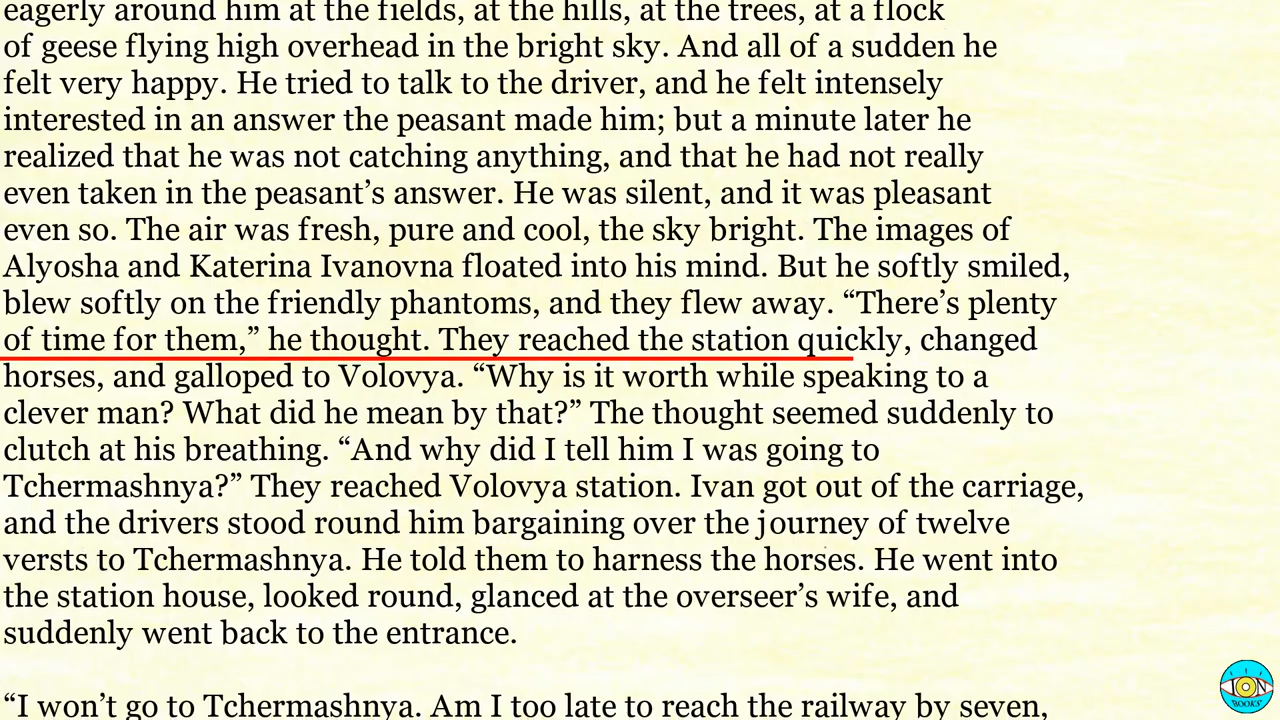 eagerly around him at the fields, at the hills, at the trees, at a flock
of geese flying high overhead in the bright sky. And all of a sudden he
felt very happy. He tried to talk to the driver, and he felt intensely
interested in an answer the peasant made him; but a minute later he
realized that he was not catching anything, and that he had not really
even taken in the peasant’s answer. He was silent, and it was pleasant
even so. The air was fresh, pure and cool, the sky bright. The images of
Alyosha and Katerina Ivanovna floated into his mind. But he softly smiled,
blew softly on the friendly phantoms, and they flew away. “There’s plenty
of time for them,” he thought. They reached the station quickly, changed
horses, and galloped to Volovya. “Why is it worth while speaking to a
clever man? What did he mean by that?” The thought seemed suddenly to
clutch at his breathing. “And why did I tell him I was going to
Tchermashnya?” They reached Volovya station. Ivan got out of the carriage,
and the drivers stood round him bargaining over the journey of twelve
versts to Tchermashnya. He told them to harness the horses. He went into
the station house, looked round, glanced at the overseer’s wife, and
suddenly went back to the entrance.
“I won’t go to Tchermashnya. Am I too late to reach the railway by seven,
ION
BOOKS